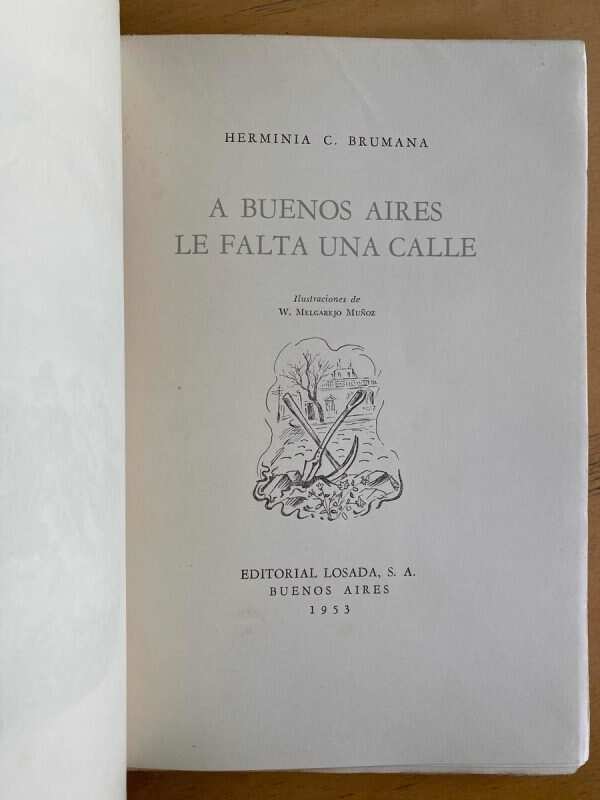 HERMINIA C. BRUMANA
A BUENOS AIRES
LE FALTA UNA CALLE
Ilustraciones de
W. MELGAREJO MUÑOZ
EDITORIAL LOSADA, S. A.
BUENOS AIRES
1953